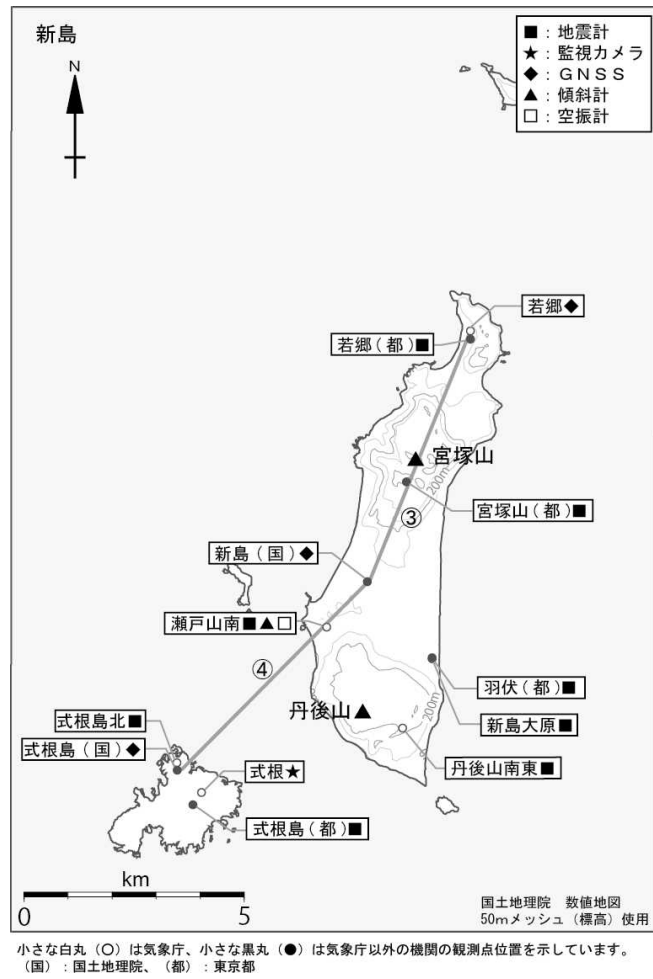 新島
N
■：地震計
★：監視カメラ
◆：ＧＮＳＳ
▲：傾斜計
□：空振計
若郷◆
若郷（都）■
▲宮塚山
200m
宮塚山（都）■
③
新島（国）◆
瀬戸山南■▲□
④
羽伏（都）■
丹後山▲
200m
新島大原■
式根島北■
式根島（国）◆
丹後山南東■
式根★
式根島（都）■
km
0 5
国土地理院　数値地図
50mメッシュ（標高）使用
小さな白丸（○）は気象庁、小さな黒丸（●）は気象庁以外の機関の観測点位置を示しています。
（国）：国土地理院、（都）：東京都